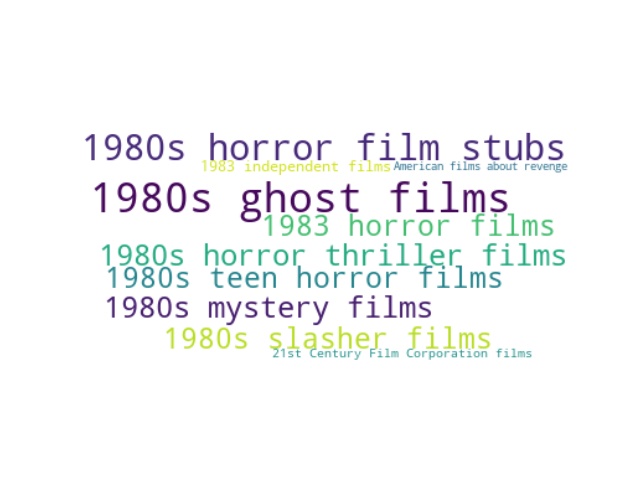 1980s horror film stubs
1983 independent films
American films about revenge
1980s ghost films
1983 horror films
1980s horror thriller films
1980s teen horror films
1980s mystery films
1980s slasher films
21st Century Film Corporation films